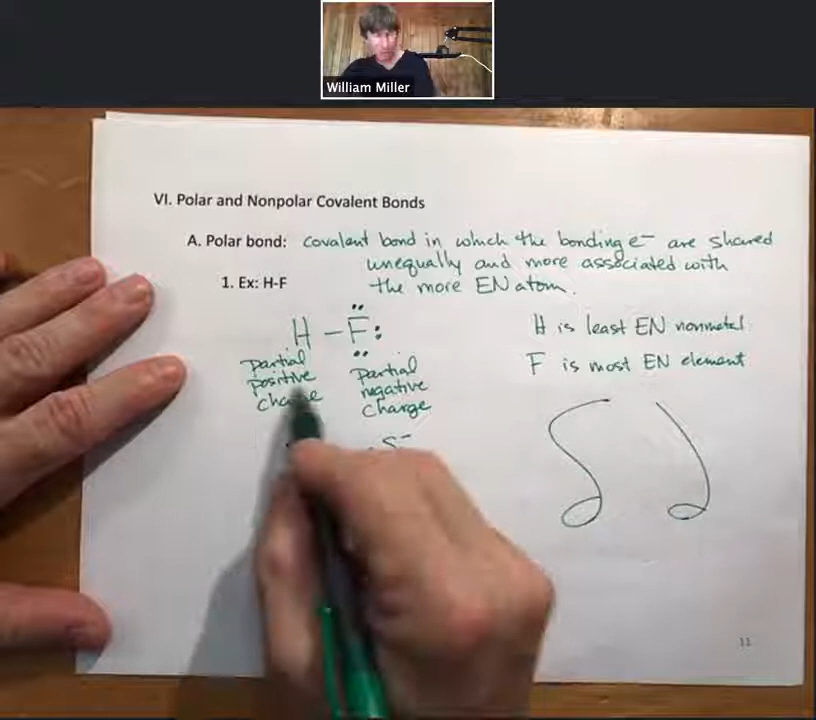 William Miller
VI. Polar and Nonpolar Covalent Bonds
A. Polar bond: covalent bond in which the bonding e⁻ are shared
unequally and more associated with
the more EN atom.
1. Ex: H-F
H – F
H is least EN nonmetal
F is most EN element
Partial
positive
charge
Partial
negative
charge
δ⁻
δ
11